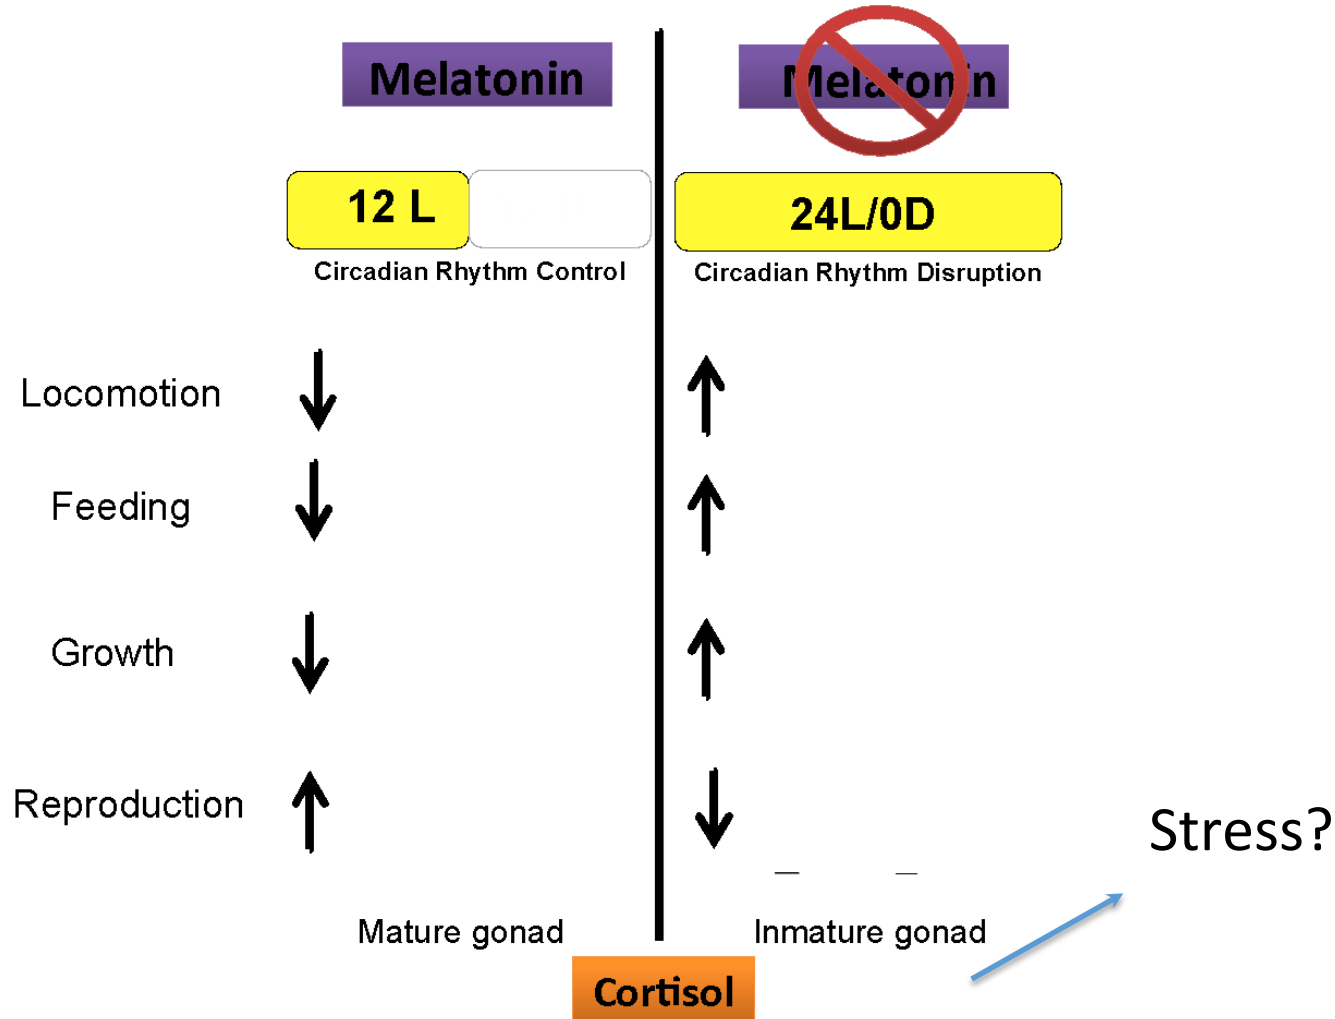 Melatonin
Melatonin
12 L
24L/0D
Circadian Rhythm Control
Circadian Rhythm Disruption
Locomotion
Feeding
Growth
Reproduction
Stress?
Mature gonad
Inmature gonad
Cortisol